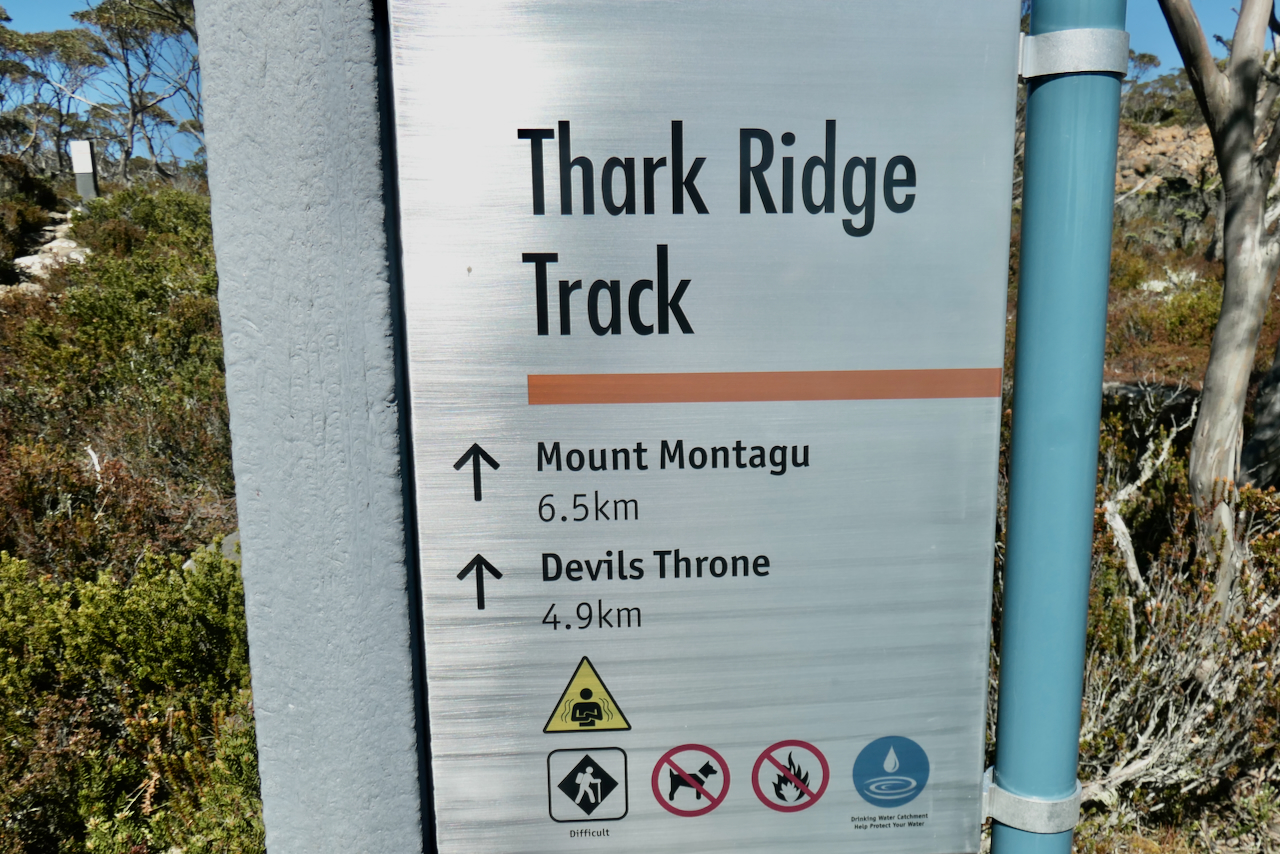 Thark Ridge
Track
Mount Montagu
6.5km
Devils Throne
4.9km
Difficult
Drinking Water Catchment
Help Protect Your Water